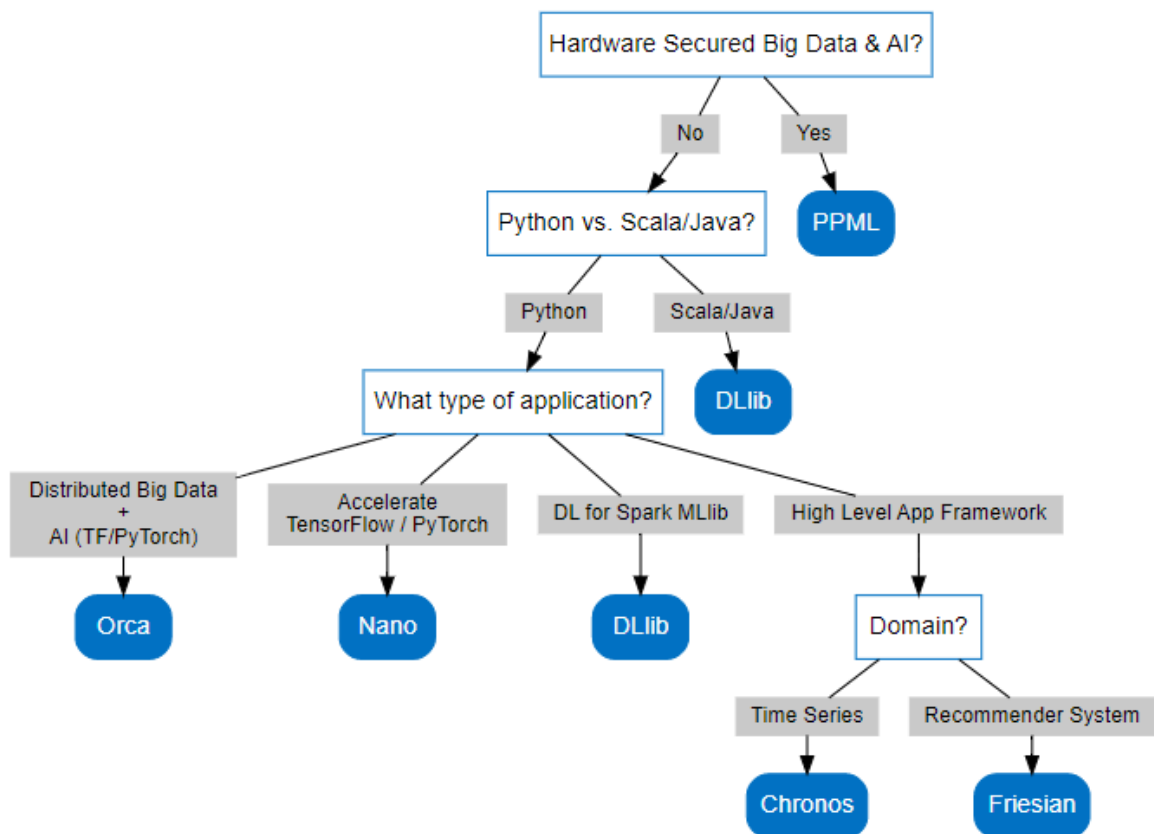 Hardware Secured Big Data & AI?
No
Yes
Python vs. Scala/Java?
PPML
Python
Scala/Java
What type of application?
DLlib
Distributed Big Data
+
AI (TF/PyTorch)
Accelerate
TensorFlow / PyTorch
DL for Spark MLlib
High Level App Framework
Orca
Nano
DLlib
Domain?
Time Series
Recommender System
Chronos
Friesian